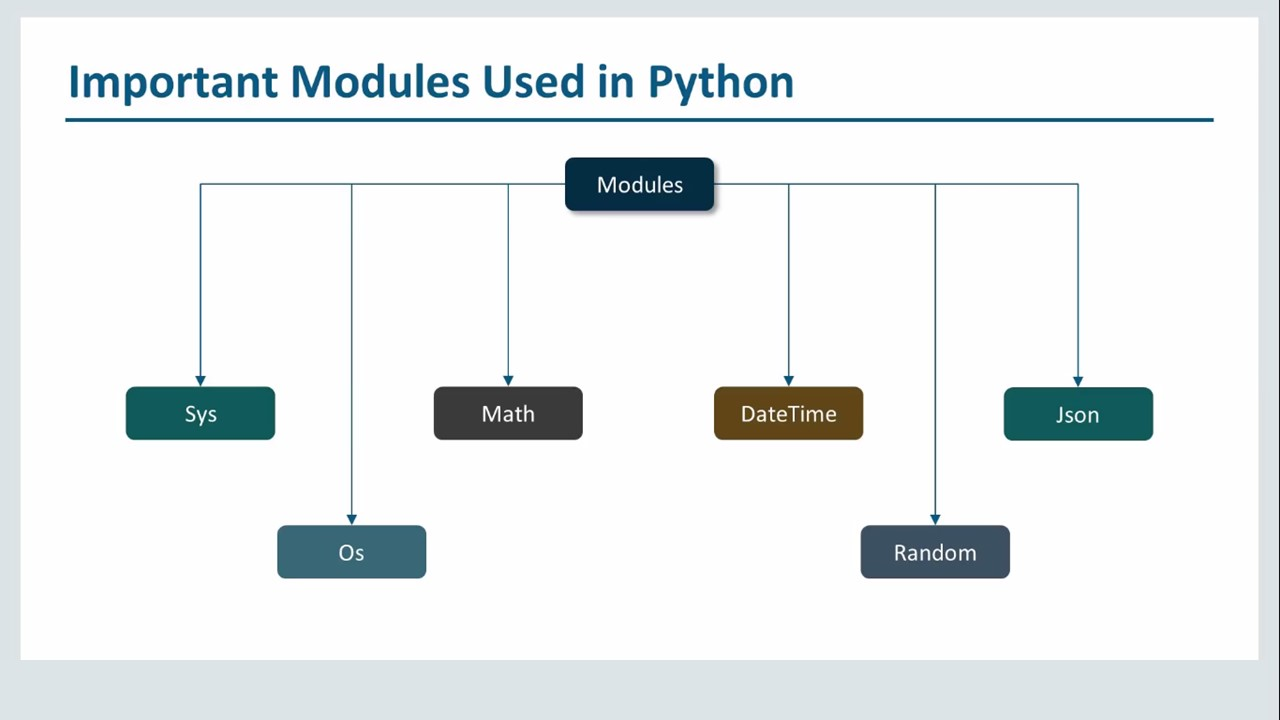 Important Modules Used in Python
Modules
Sys
Math
DateTime
Json
Os
Random